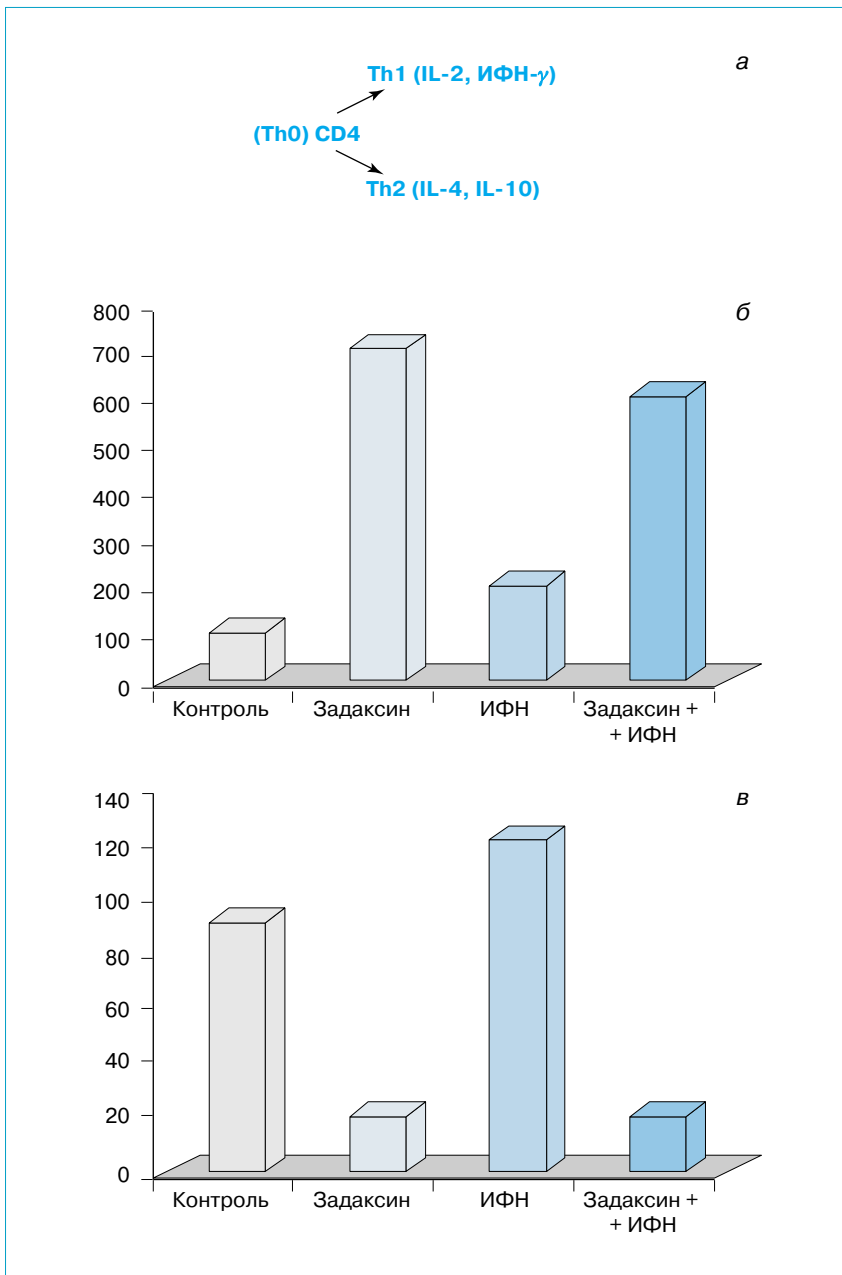 а
Th1 (IL-2, ИФН-γ)
(Th0) CD4
Th2 (IL-4, IL-10)
б
800
700
600
500
400
300
200
100
0
Контроль Задаксин ИФН Задаксин +
+ ИФН
в
140
120
100
80
60
40
20
0
Контроль Задаксин ИФН Задаксин +
+ ИФН